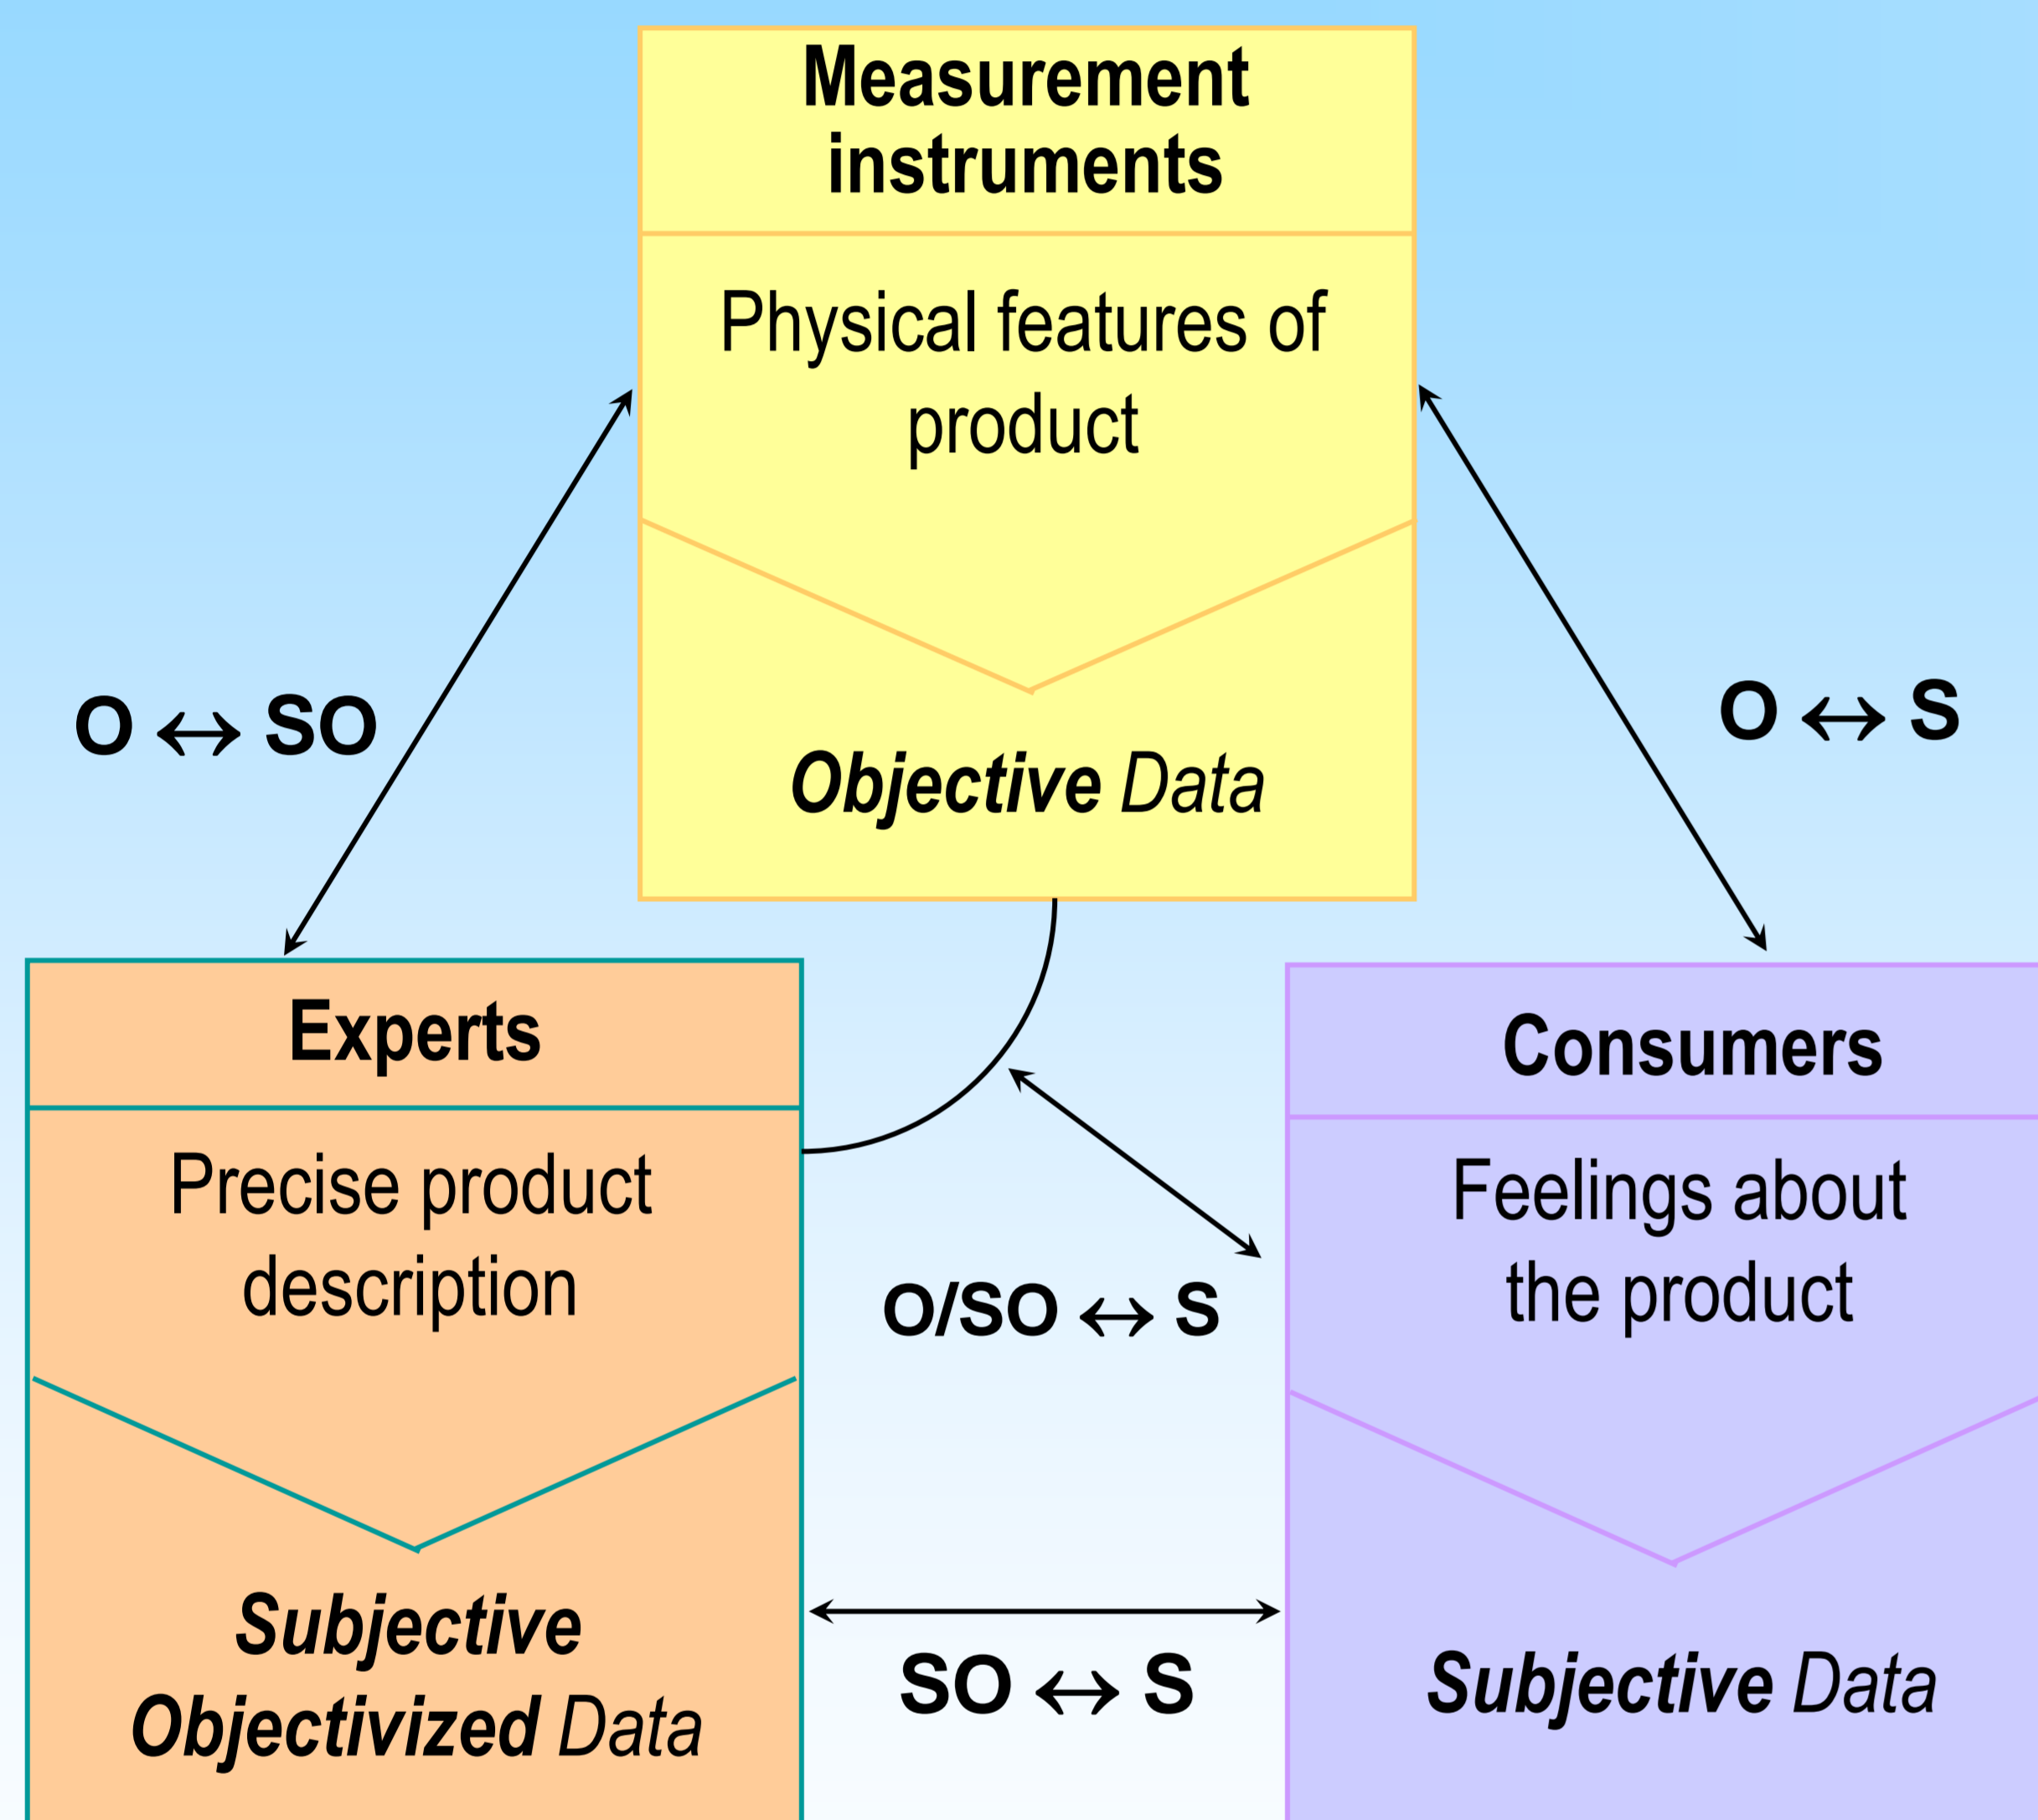 Measurement
instruments
Physical features of
product
Objective Data
O ↔ SO
O ↔ S
Experts
Precise product
description
Subjective
Objectivized Data
O/SO ↔ S
SO ↔ S
Consumers
Feelings about
the product
Subjective Data